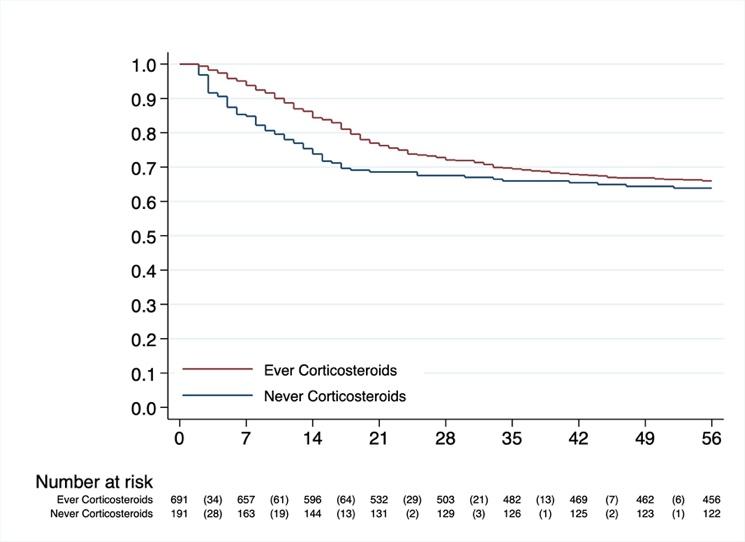 1.0
0.9
0.8
0.7
0.6
0.5
0.4
0.3
0.2
0.1
0.0
Ever Corticosteroids
Never Corticosteroids
0 7 14 21 28 35 42 49 56
Number at risk
Ever Corticosteroids 691 (34) 657 (61) 596 (64) 532 (29) 503 (21) 482 (13) 469 (7) 462 (6) 456
Never Corticosteroids 191 (28) 163 (19) 144 (13) 131 (2) 129 (3) 126 (1) 125 (2) 123 (1) 122